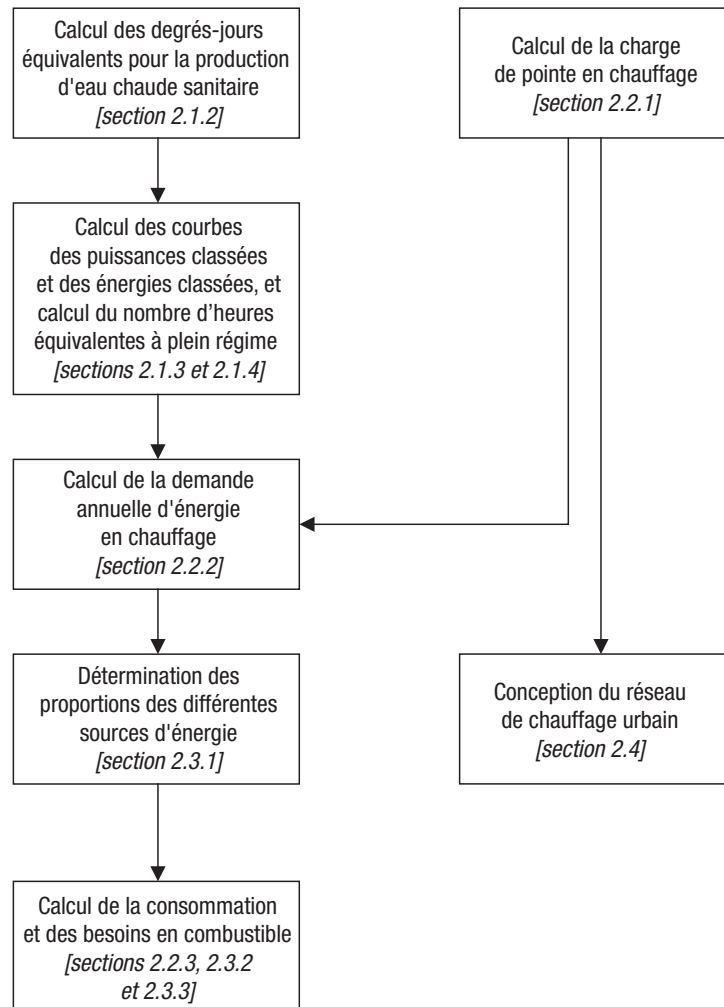 Calcul des degrés-jours
équivalents pour la production
d'eau chaude sanitaire
[section 2.1.2]
Calcul de la charge
de pointe en chauffage
[section 2.2.1]
Calcul des courbes
des puissances classées
et des énergies classées, et
calcul du nombre d’heures
équivalentes à plein régime
[sections 2.1.3 et 2.1.4]
Calcul de la demande
annuelle d'énergie
en chauffage
[section 2.2.2]
Détermination des
proportions des différentes
sources d'énergie
[section 2.3.1]
Conception du réseau
de chauffage urbain
[section 2.4]
Calcul de la consommation
et des besoins en combustible
[sections 2.2.3, 2.3.2
et 2.3.3]